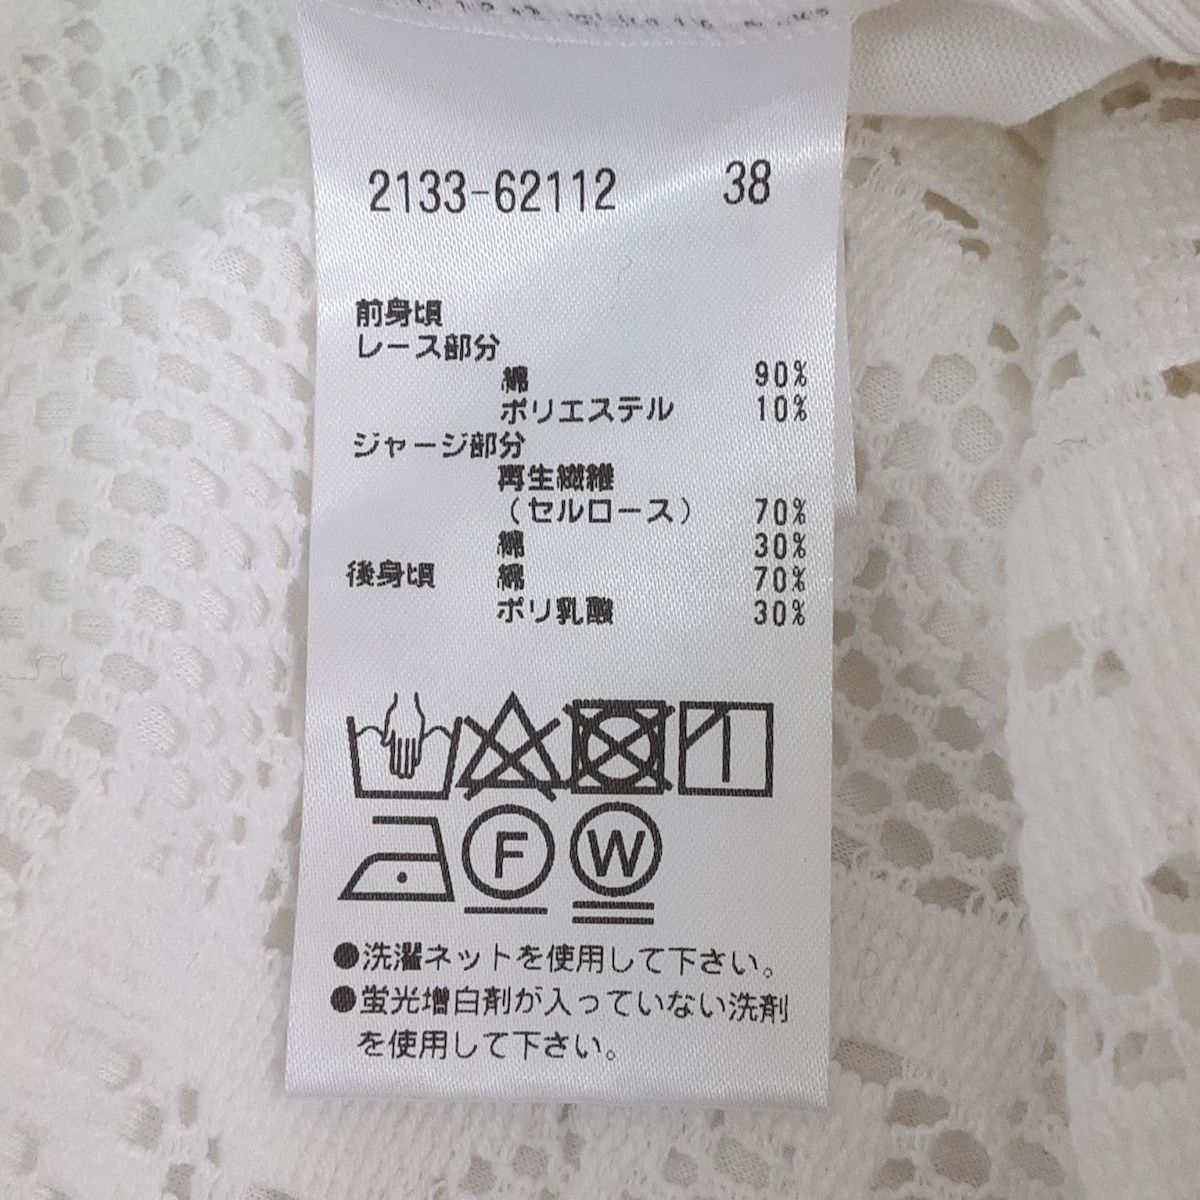 2133-62112 38
前身頃
レース部分
綿 90%
ポリエステル 10%
ジャージ部分
再生繊維
(セルロース) 70%
綿 30%
後身頃 綿 70%
ポリ乳酸 30%
F W
●洗濯ネットを使用して下さい。
●蛍光増白剤が入っていない洗剤
を使用して下さい。